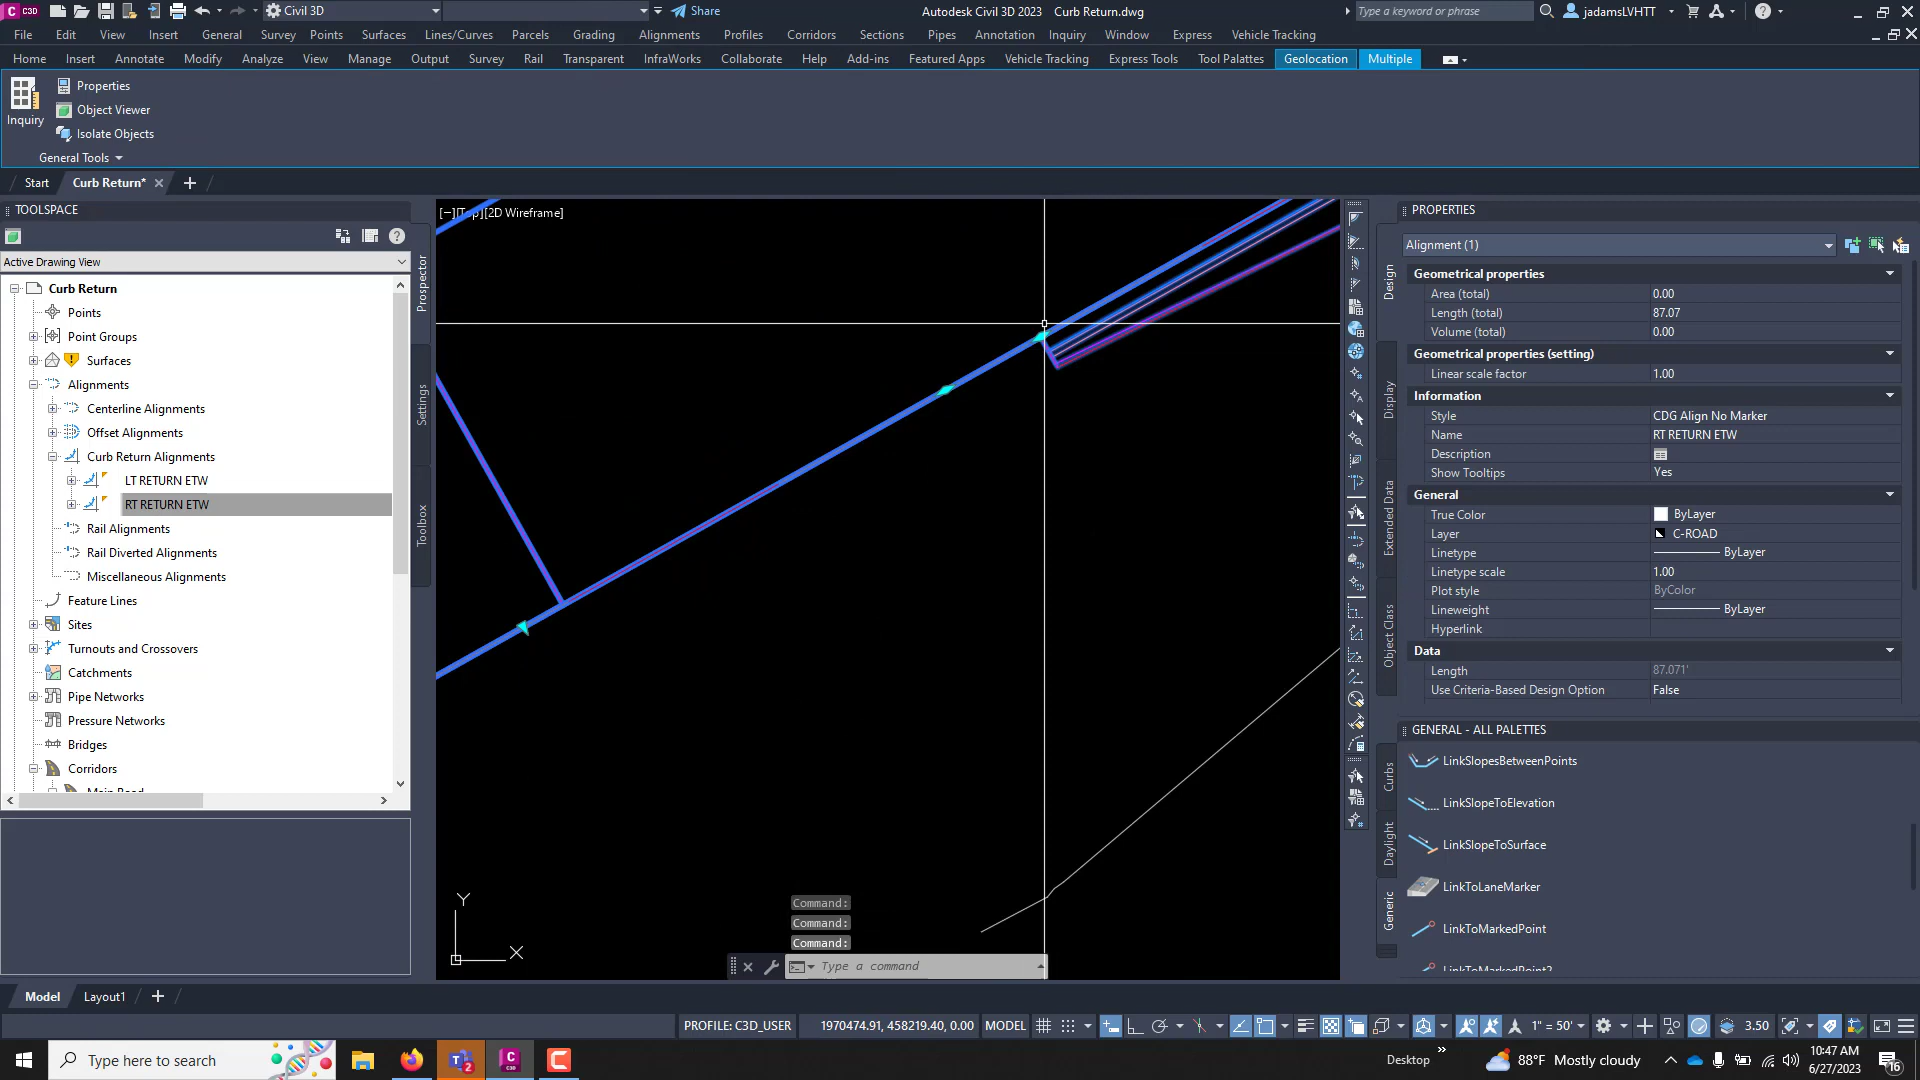 C3D
Civil 3D
Share
Autodesk Civil 3D 2023 Curb Return.dwg
Type a keyword or phrase
jadamsLVHTT
File Edit View Insert General Survey Points Surfaces Lines/Curves Parcels Grading Alignments Profiles Corridors Sections Pipes Annotation Inquiry Window Express Vehicle Tracking
Home Insert Annotate Modify Analyze View Manage Output Survey Rail Transparent InfraWorks Collaborate Help Add-ins Featured Apps Vehicle Tracking Express Tools Tool Palettes Geolocation Multiple
Inquiry
Properties
Object Viewer
Isolate Objects
General Tools
Start
Curb Return*
TOOLSPACE
Active Drawing View
Curb Return
Points
Point Groups
Surfaces
Alignments
Centerline Alignments
Offset Alignments
Curb Return Alignments
LT RETURN ETW
RT RETURN ETW
Rail Alignments
Rail Diverted Alignments
Miscellaneous Alignments
Feature Lines
Sites
Turnouts and Crossovers
Catchments
Pipe Networks
Pressure Networks
Bridges
Corridors
Main Road
Prospector
Settings
Toolbox
[−][Top][2D Wireframe]
Y
X
Command:
Command:
Command:
Type a command
PROPERTIES
Alignment (1)
Design
Display
Extended Data
Object Class
Geometrical properties
Area (total) 0.00
Length (total) 87.07
Volume (total) 0.00
Geometrical properties (setting)
Linear scale factor 1.00
Information
Style CDG Align No Marker
Name RT RETURN ETW
Description
Show Tooltips Yes
General
True Color ByLayer
Layer C-ROAD
Linetype ByLayer
Linetype scale 1.00
Plot style ByColor
Lineweight ByLayer
Hyperlink
Data
Length 87.071'
Use Criteria-Based Design Option False
GENERAL - ALL PALETTES
Curbs
Daylight
Generic
LinkSlopesBetweenPoints
LinkSlopeToElevation
LinkSlopeToSurface
LinkToLaneMarker
LinkToMarkedPoint
LinkToMarkedPoint2
Model
Layout1
PROFILE: C3D_USER
1970474.91, 458219.40, 0.00
MODEL
1" = 50'
3.50
Type here to search
Desktop
88°F Mostly cloudy
10:47 AM
6/27/2023
16